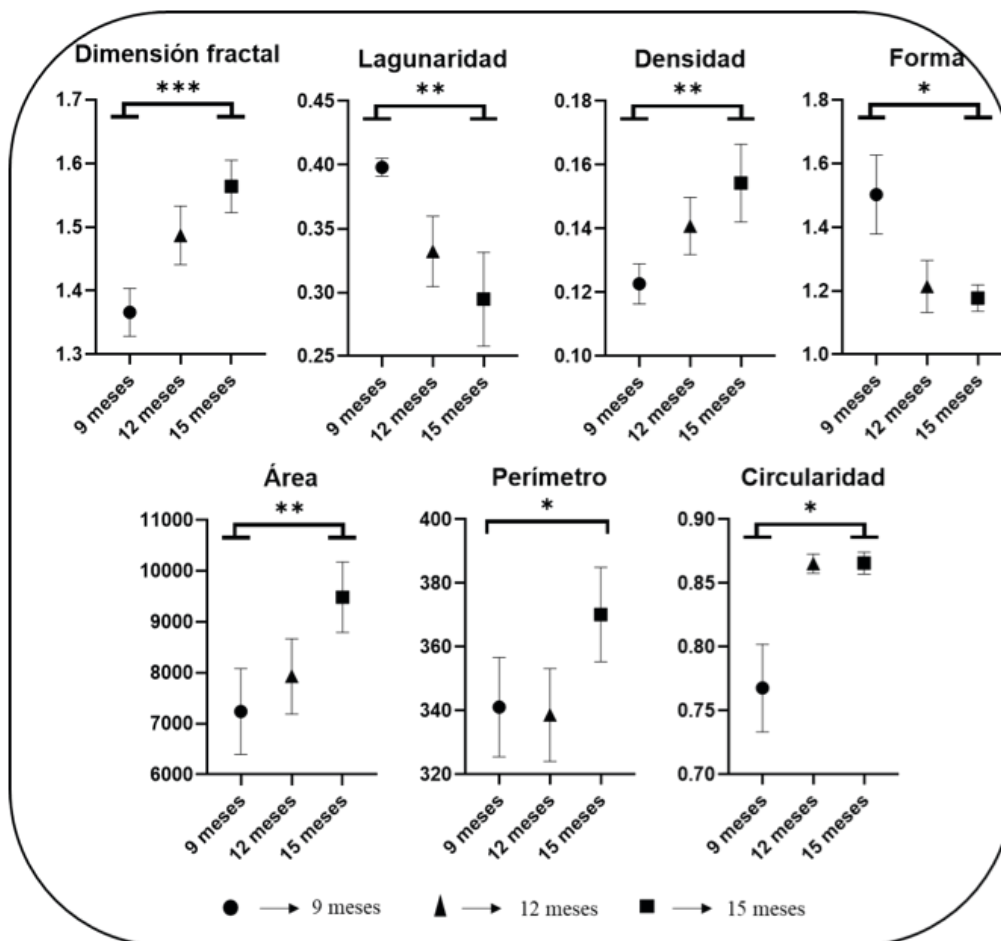 Dimensión fractal
***
1.7
1.6
1.5
1.4
1.3
9 meses
12 meses
15 meses
Lagunaridad
**
0.45
0.40
0.35
0.30
0.25
9 meses
12 meses
15 meses
Densidad
**
0.18
0.16
0.14
0.12
0.10
9 meses
12 meses
15 meses
Forma
*
1.8
1.6
1.4
1.2
1.0
9 meses
12 meses
15 meses
Área
**
11000
10000
9000
8000
7000
6000
9 meses
12 meses
15 meses
Perímetro
*
400
380
360
340
320
9 meses
12 meses
15 meses
Circularidad
*
0.90
0.85
0.80
0.75
0.70
9 meses
12 meses
15 meses
9 meses
12 meses
15 meses